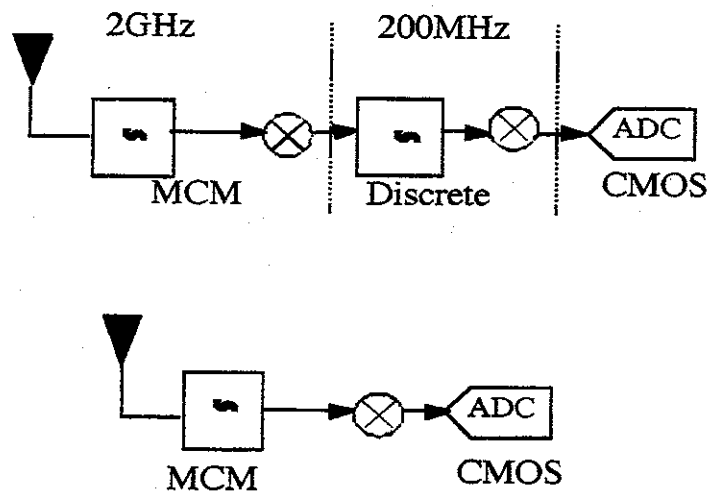 2GHz 200MHz
ADC
MCM Discrete CMOS
ADC
MCM CMOS